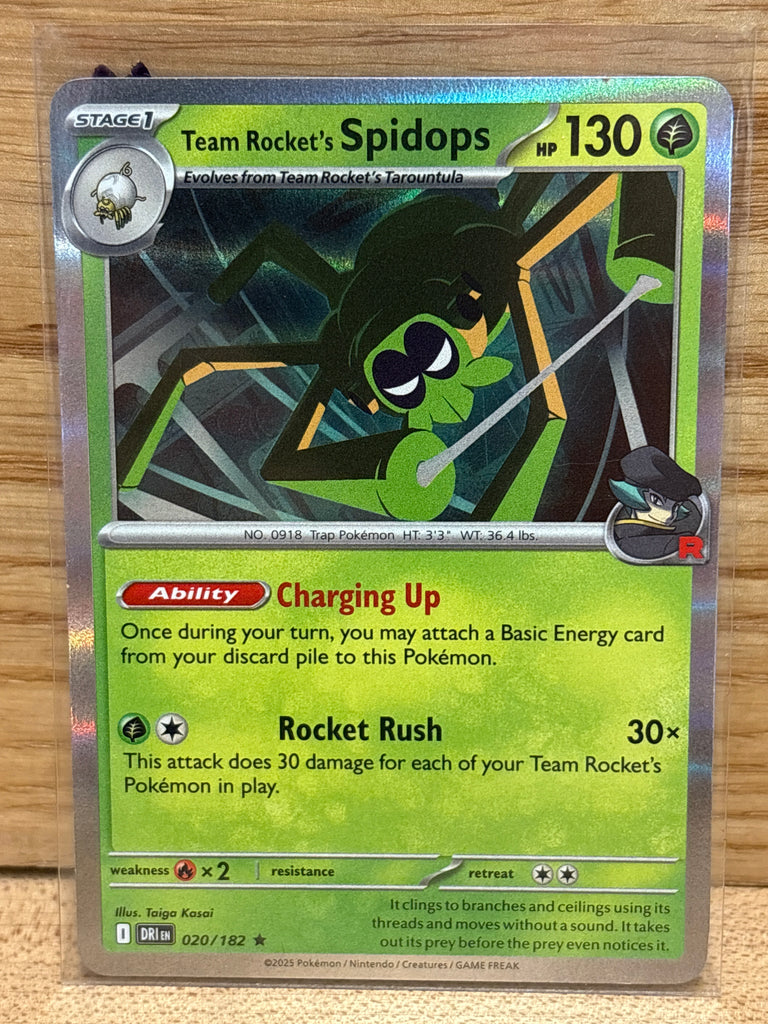 STAGE1
Team Rocket's Spidops
HP 130
Evolves from Team Rocket's Tarountula
NO. 0918 Trap Pokémon HT: 3'3" WT: 36.4 lbs.
R
Ability Charging Up
Once during your turn, you may attach a Basic Energy card
from your discard pile to this Pokémon.
Rocket Rush 30×
This attack does 30 damage for each of your Team Rocket's
Pokémon in play.
weakness ×2 resistance retreat
Illus. Taiga Kasai
I DRI EN 020/182 ★
It clings to branches and ceilings using its
threads and moves without a sound. It takes
out its prey before the prey even notices it.
©2025 Pokémon / Nintendo / Creatures / GAME FREAK